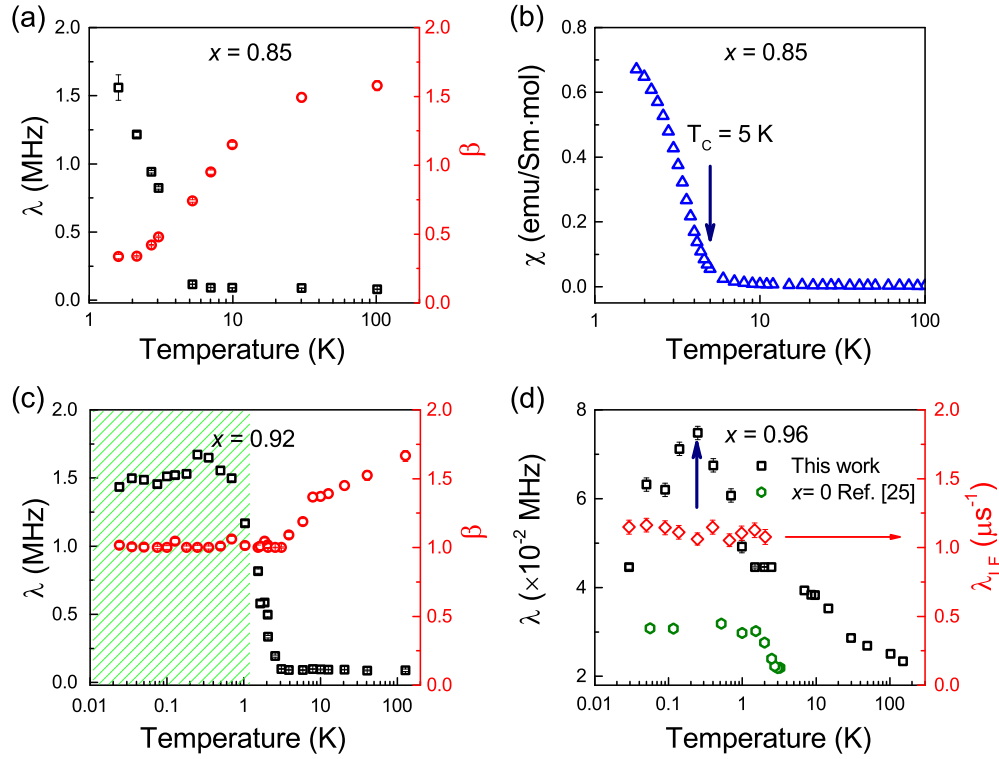 (a)
x = 0.85
2.0
1.5
1.0
0.5
0.0
λ (MHz)
2.0
1.5
1.0
0.5
0.0
β
1
10
100
Temperature (K)
(b)
x = 0.85
T_C = 5 K
0.8
0.6
0.4
0.2
0.0
χ (emu/Sm·mol)
1
10
100
Temperature (K)
(c)
x = 0.92
2.0
1.5
1.0
0.5
0.0
λ (MHz)
2.0
1.5
1.0
0.5
0.0
β
0.01
0.1
1
10
100
Temperature (K)
(d)
x = 0.96
This work
x= 0 Ref. [25]
8
6
4
2
λ (×10⁻² MHz)
2.0
1.5
1.0
0.5
0.0
λ_LF (μs⁻¹)
0.01
0.1
1
10
100
Temperature (K)